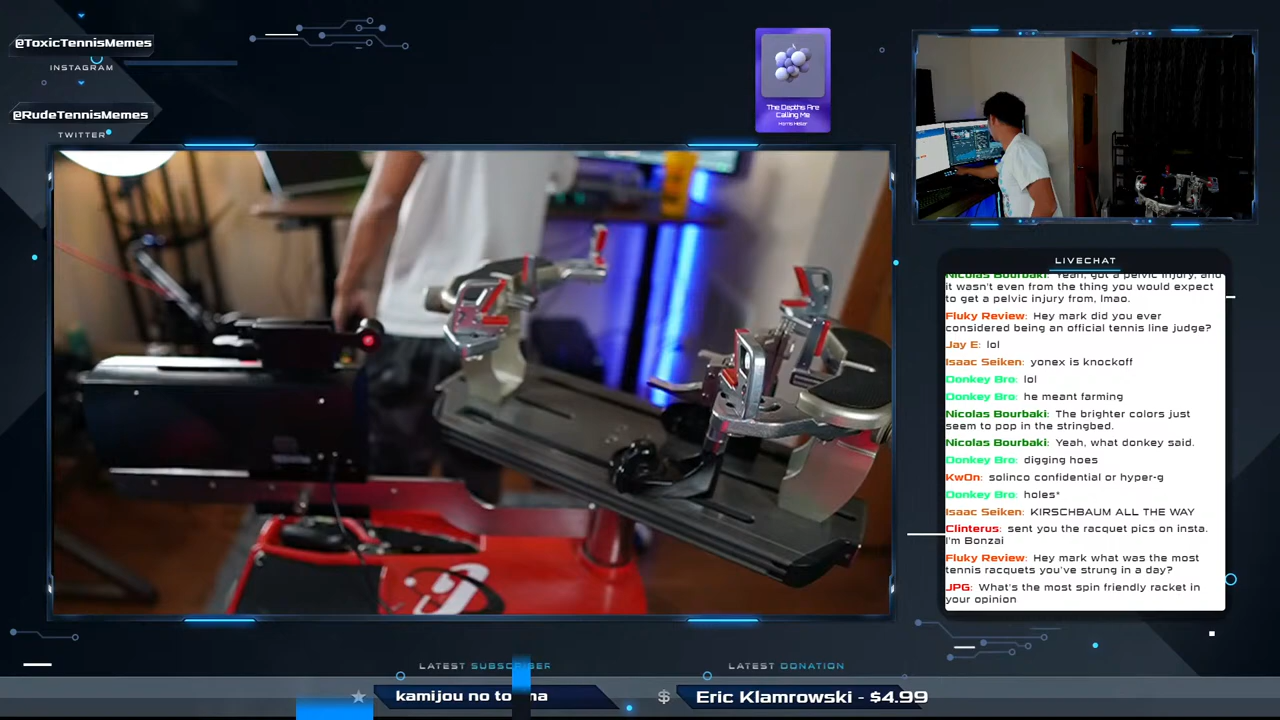 @ToxicTennisMemes
INSTAGRAM
@RudeTennisMemes
TWITTER
The Depths Are
Calling Me
LIVECHAT
Nicolas Bourbaki: Yeah, got a pelvic injury, and
it wasn't even from the thing you would expect
to get a pelvic injury from, lmao.
Fluky Review: Hey mark did you ever
considered being an official tennis line judge?
Jay E: lol
Isaac Seiken: yonex is knockoff
Donkey Bro: lol
Donkey Bro: he meant farming
Nicolas Bourbaki: The brighter colors just
seem to pop in the stringbed.
Nicolas Bourbaki: Yeah, what donkey said.
Donkey Bro: digging hoes
KwOn: solinco confidential or hyper-g
Donkey Bro: holes*
Isaac Seiken: KIRSCHBAUM ALL THE WAY
Clinterus: sent you the racquet pics on insta.
I'm Bonzai
Fluky Review: Hey mark what was the most
tennis racquets you've strung in a day?
JPG: What's the most spin friendly racket in
your opinion
LATEST SUBSCRIBER
LATEST DONATION
kamijou no
$ Eric Klamrowski - $4.99